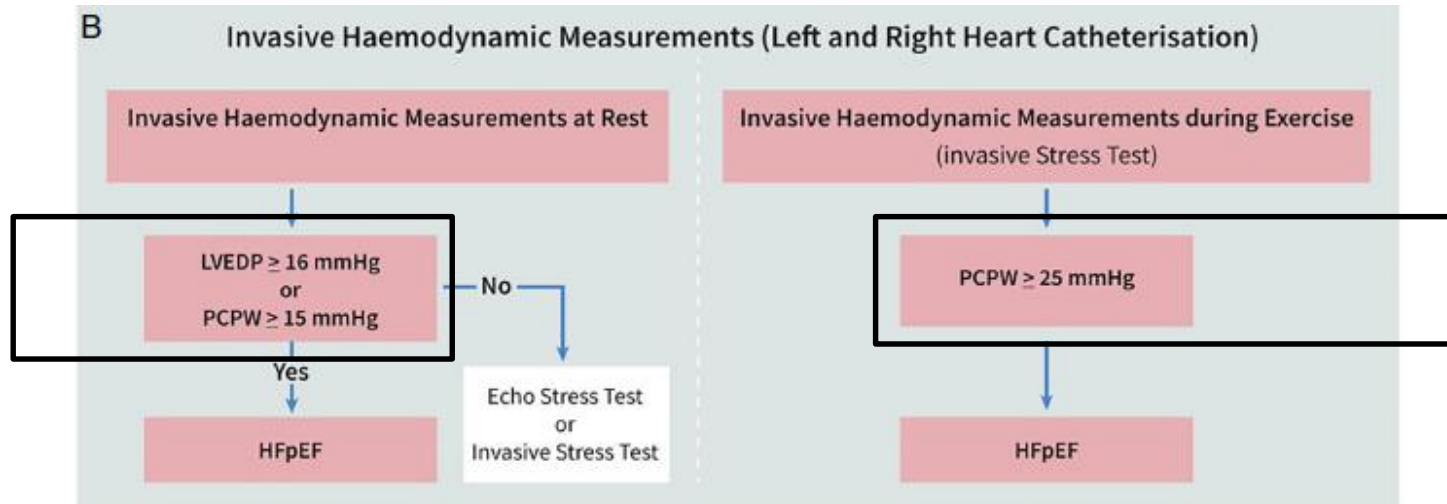 B
Invasive Haemodynamic Measurements (Left and Right Heart Catheterisation)
Invasive Haemodynamic Measurements at Rest
LVEDP ≥ 16 mmHg
or
PCPW ≥ 15 mmHg
No
Yes
Echo Stress Test
or
Invasive Stress Test
HFpEF
Invasive Haemodynamic Measurements during Exercise
(invasive Stress Test)
PCPW ≥ 25 mmHg
HFpEF